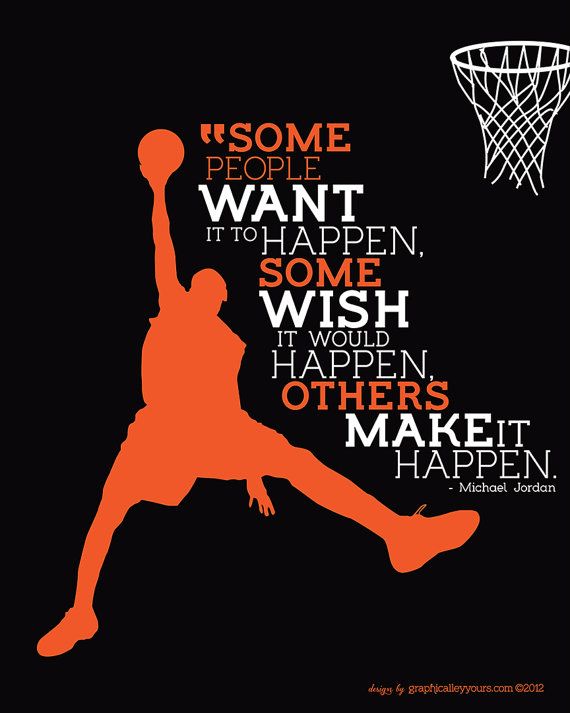 “SOME
PEOPLE
WANT
IT TO HAPPEN,
SOME
WISH
IT WOULD
HAPPEN,
OTHERS
MAKE IT
HAPPEN.
- Michael Jordan
design by graphicalleyyours.com ©2012